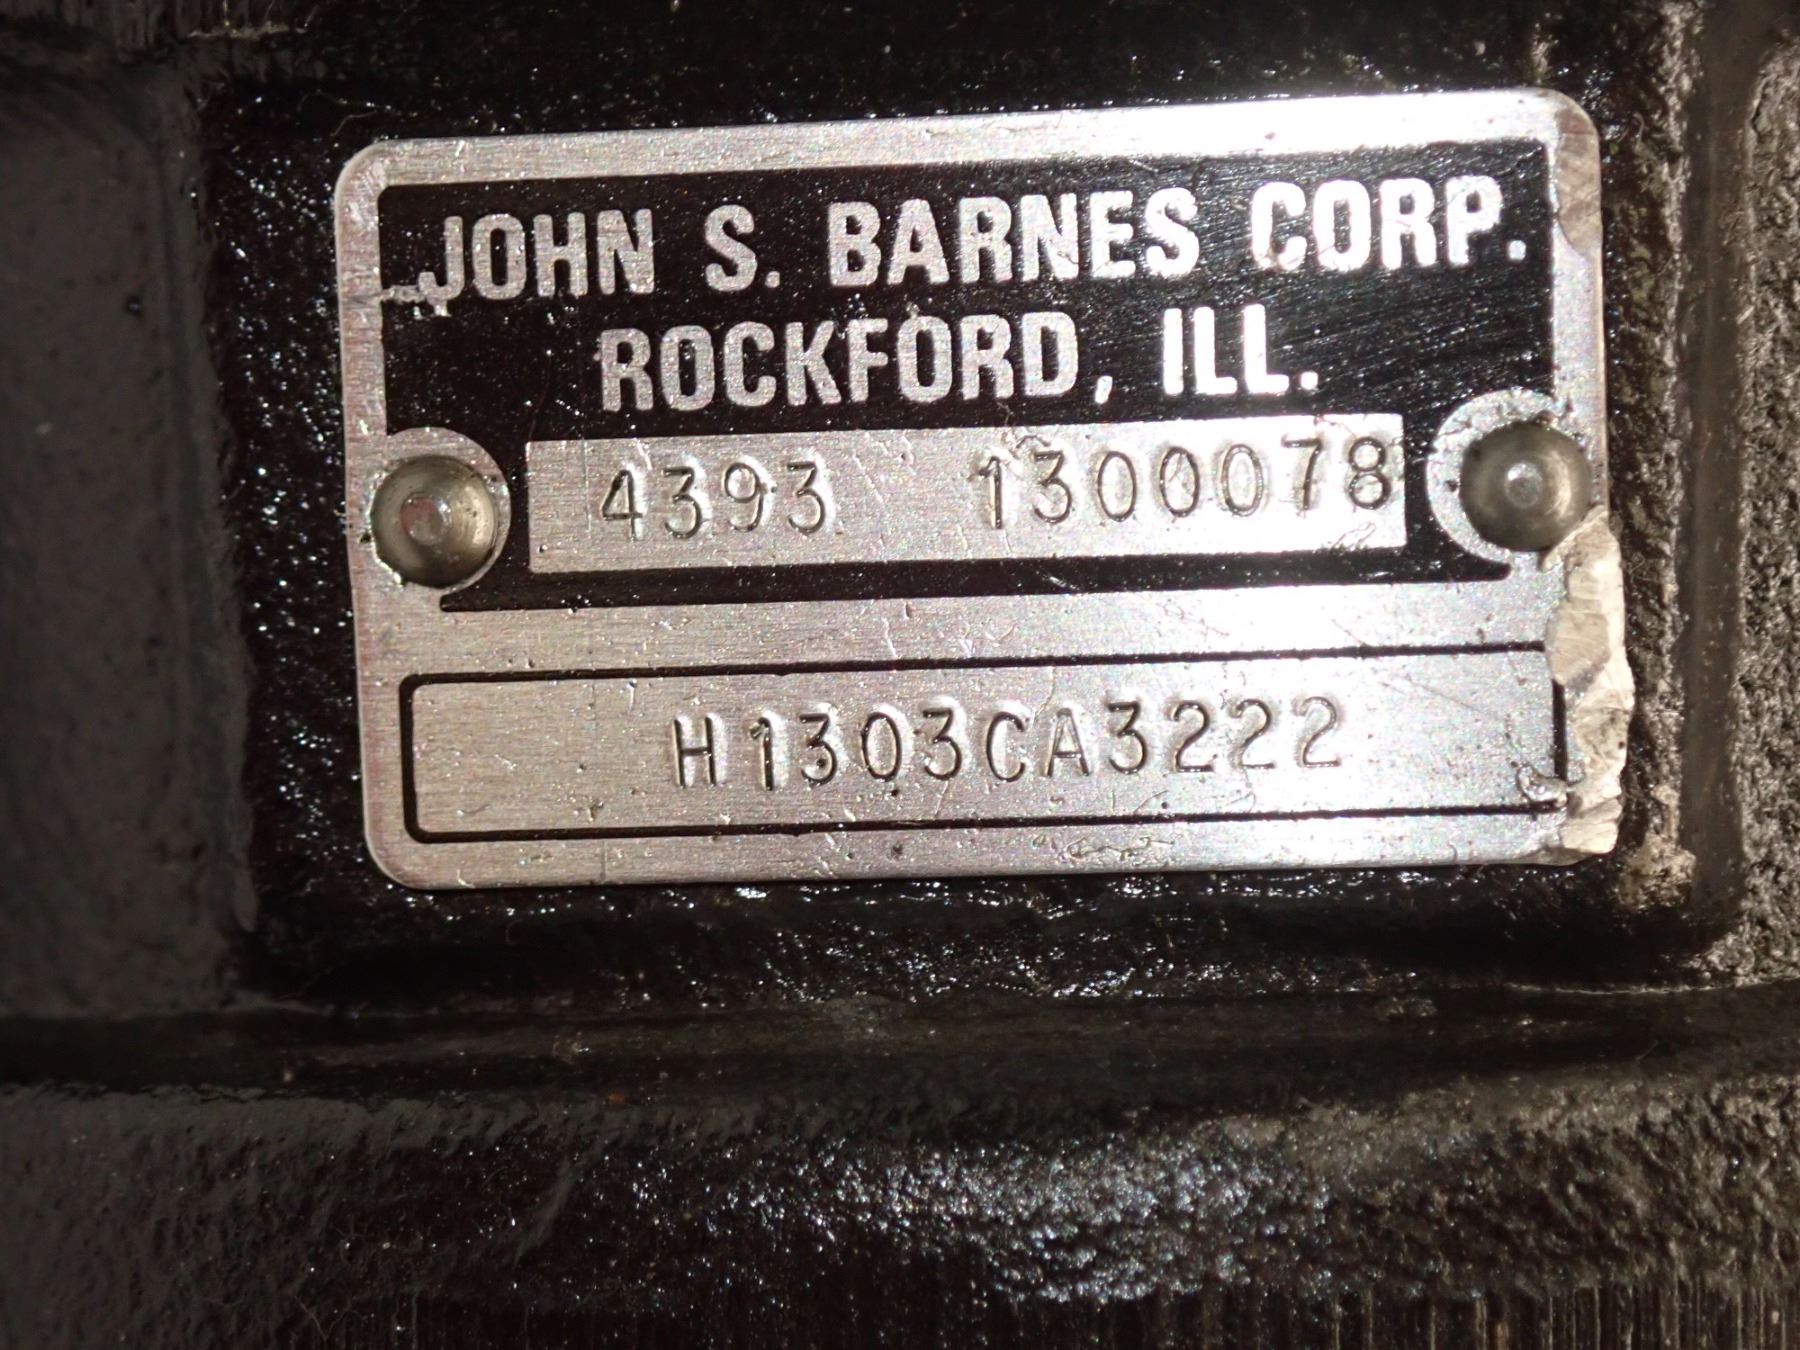 JOHN S. BARNES CORP.
ROCKFORD, ILL.
4393 1300078
H1303CA3222